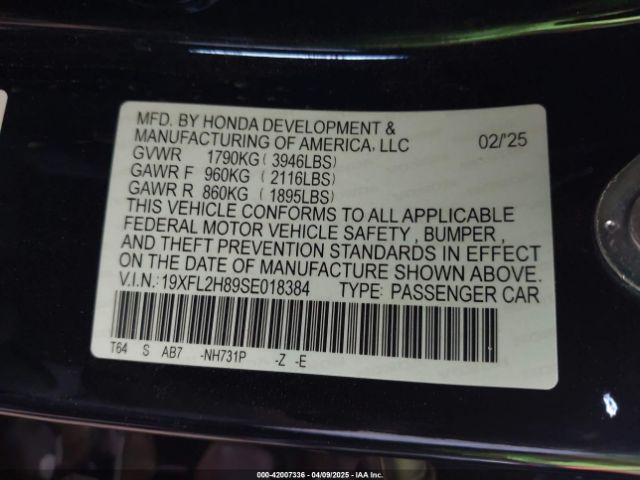 MFD. BY HONDA DEVELOPMENT &
MANUFACTURING OF AMERICA, LLC 02/'25
GVWR 1790KG ( 3946LBS)
GAWR F 960KG ( 2116LBS)
GAWR R 860KG ( 1895LBS)
THIS VEHICLE CONFORMS TO ALL APPLICABLE
FEDERAL MOTOR VEHICLE SAFETY , BUMPER ,
AND THEFT PREVENTION STANDARDS IN EFFECT
ON THE DATE OF MANUFACTURE SHOWN ABOVE.
V.I.N.: 19XFL2H89SE018384 TYPE: PASSENGER CAR
T64 S AB7 -NH731P -Z -E
000-42007336 | 04/09/2025 | IAAI, Inc.